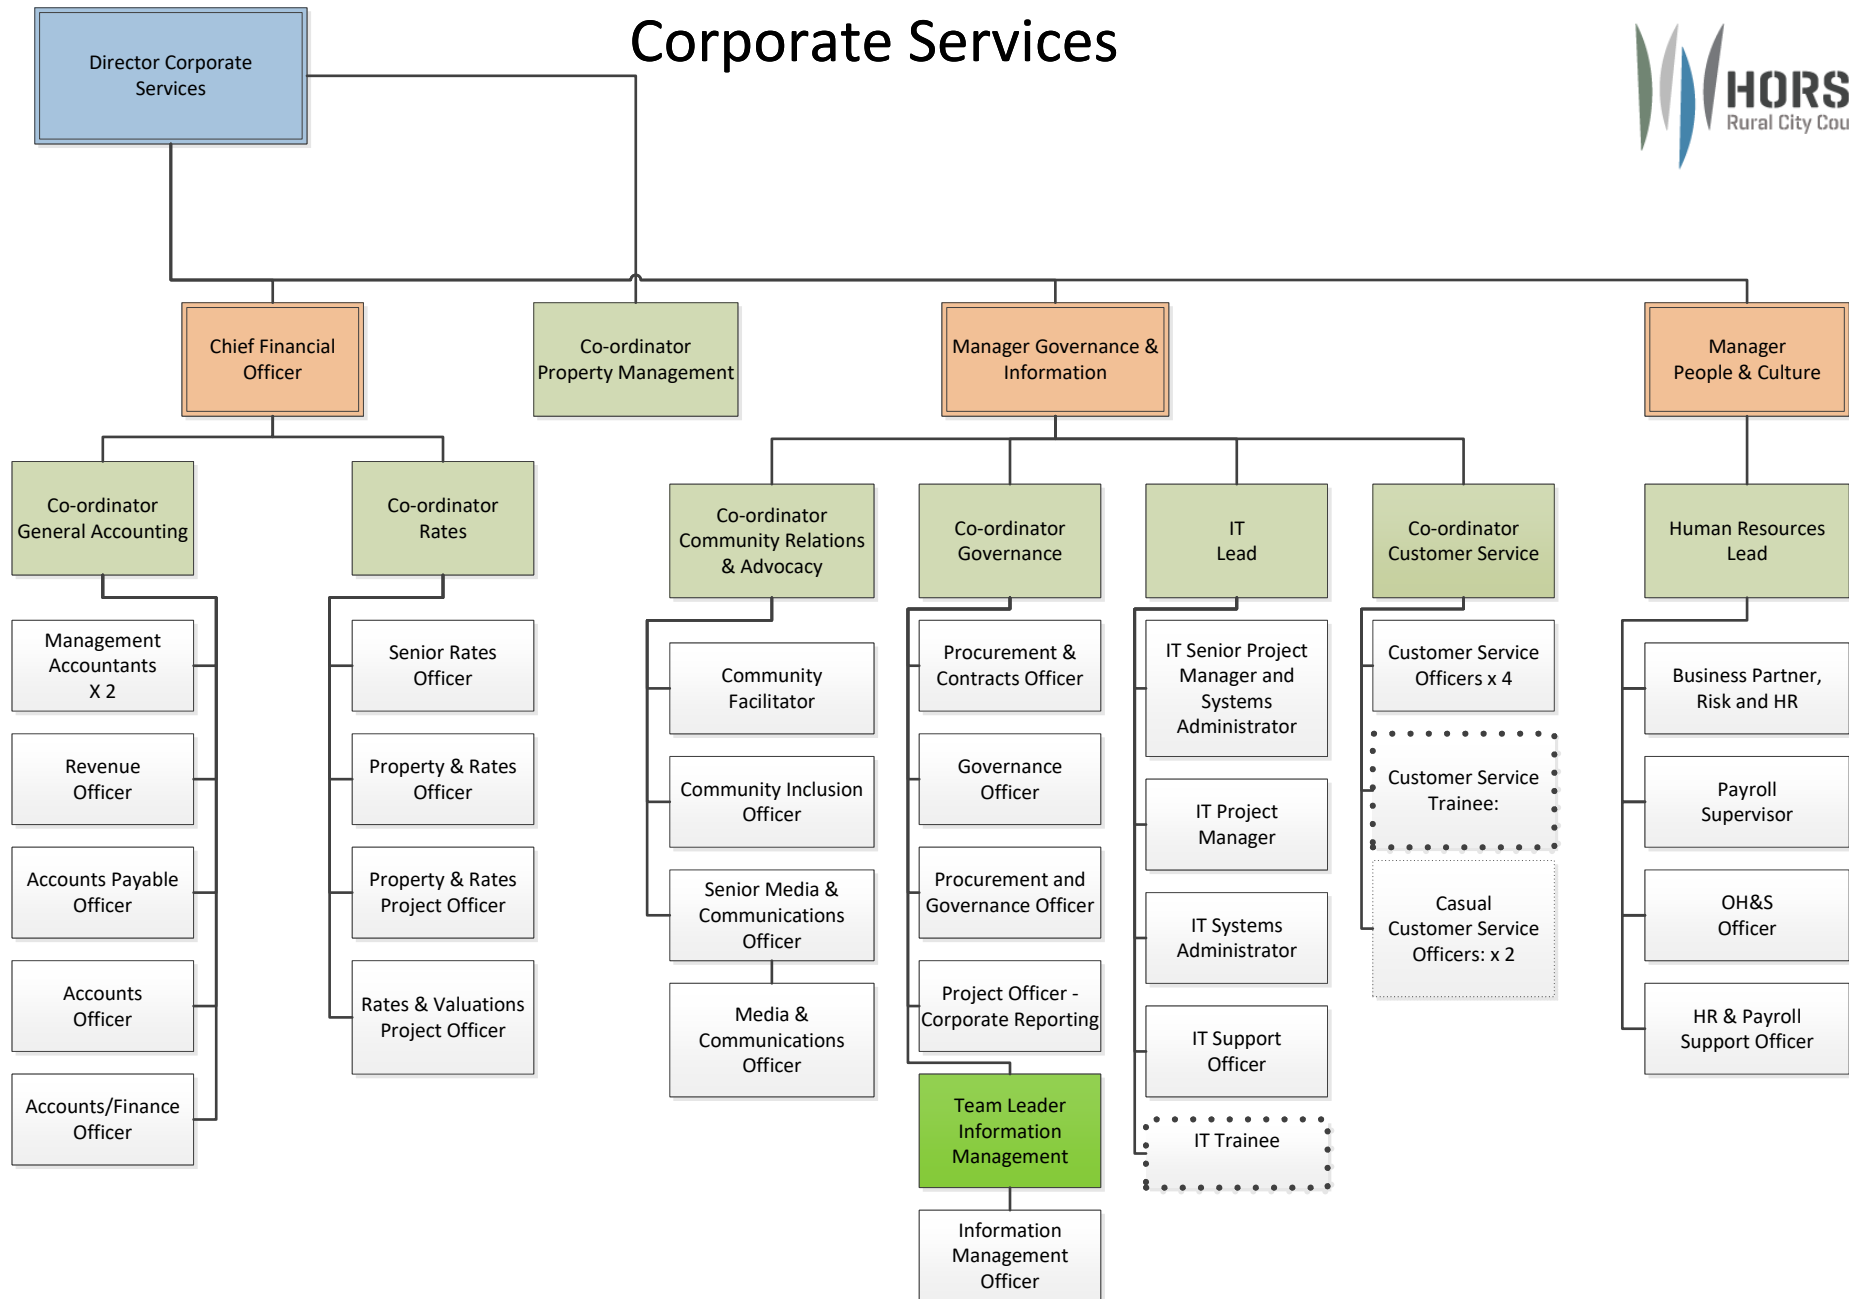 Corporate Services
Director Corporate
Services
HORS
Rural City Cou
Chief Financial
Officer
Co-ordinator
Property Management
Manager Governance &
Information
Manager
People & Culture
Co-ordinator
General Accounting
Co-ordinator
Rates
Co-ordinator
Community Relations
& Advocacy
Co-ordinator
Governance
IT
Lead
Co-ordinator
Customer Service
Human Resources
Lead
Management
Accountants
X 2
Revenue
Officer
Accounts Payable
Officer
Accounts
Officer
Accounts/Finance
Officer
Senior Rates
Officer
Property & Rates
Officer
Property & Rates
Project Officer
Rates & Valuations
Project Officer
Community
Facilitator
Community Inclusion
Officer
Senior Media &
Communications
Officer
Media &
Communications
Officer
Procurement &
Contracts Officer
Governance
Officer
Procurement and
Governance Officer
Project Officer -
Corporate Reporting
Team Leader
Information
Management
Information
Management
Officer
IT Senior Project
Manager and
Systems
Administrator
IT Project
Manager
IT Systems
Administrator
IT Support
Officer
IT Trainee
Customer Service
Officers x 4
Customer Service
Trainee:
Casual
Customer Service
Officers: x 2
Business Partner,
Risk and HR
Payroll
Supervisor
OH&S
Officer
HR & Payroll
Support Officer